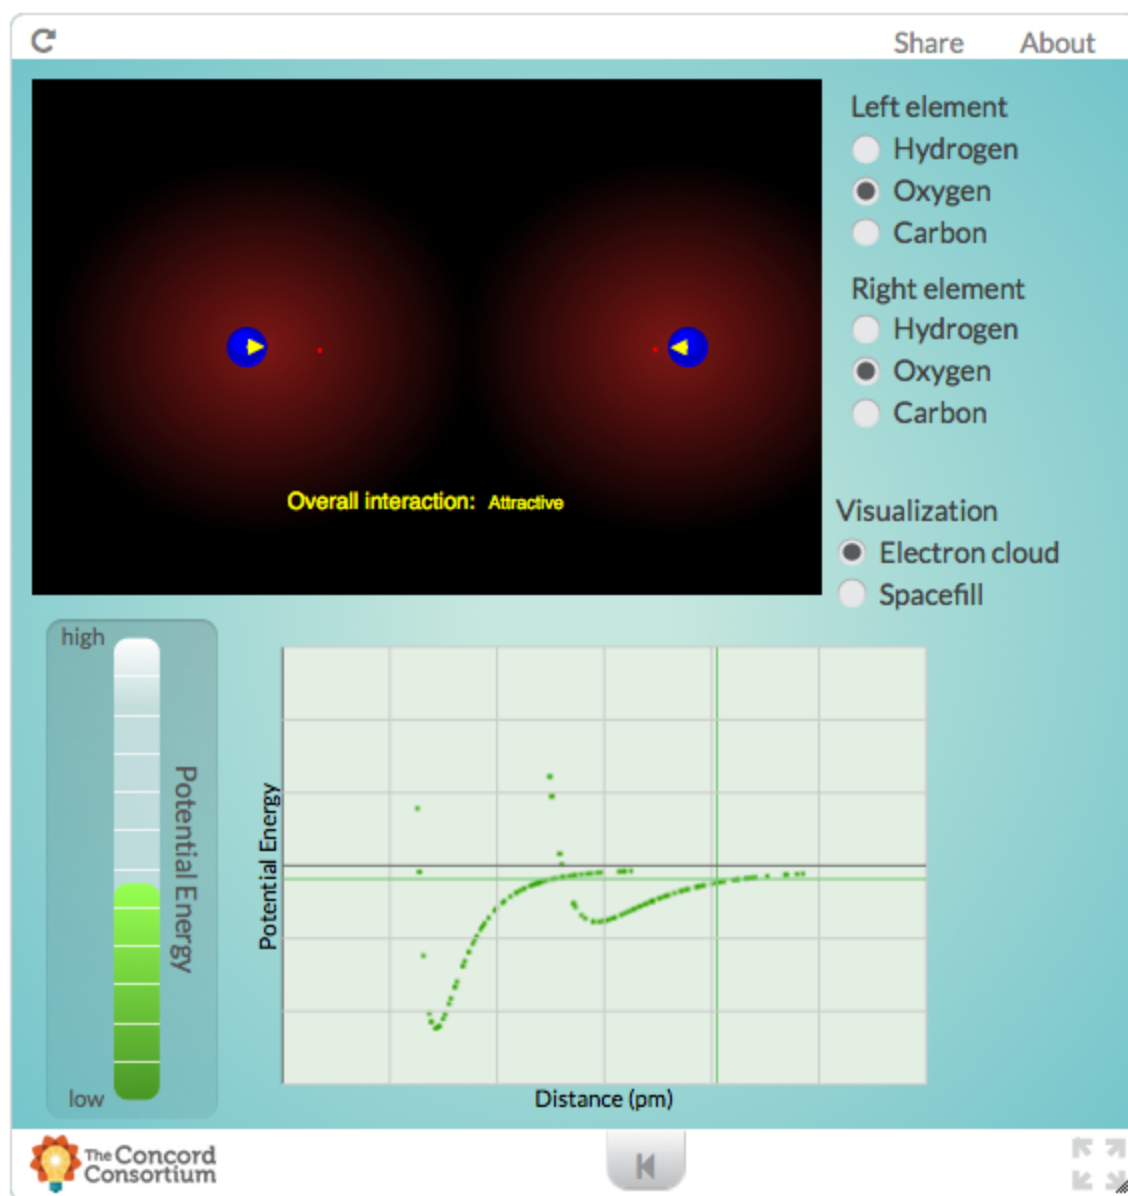 Share About
Left element
Hydrogen
Oxygen
Carbon
Right element
Hydrogen
Oxygen
Carbon
Overall interaction: Attractive
Visualization
Electron cloud
Spacefill
high
Potential Energy
low
Potential Energy
Distance (pm)
The Concord
Consortium